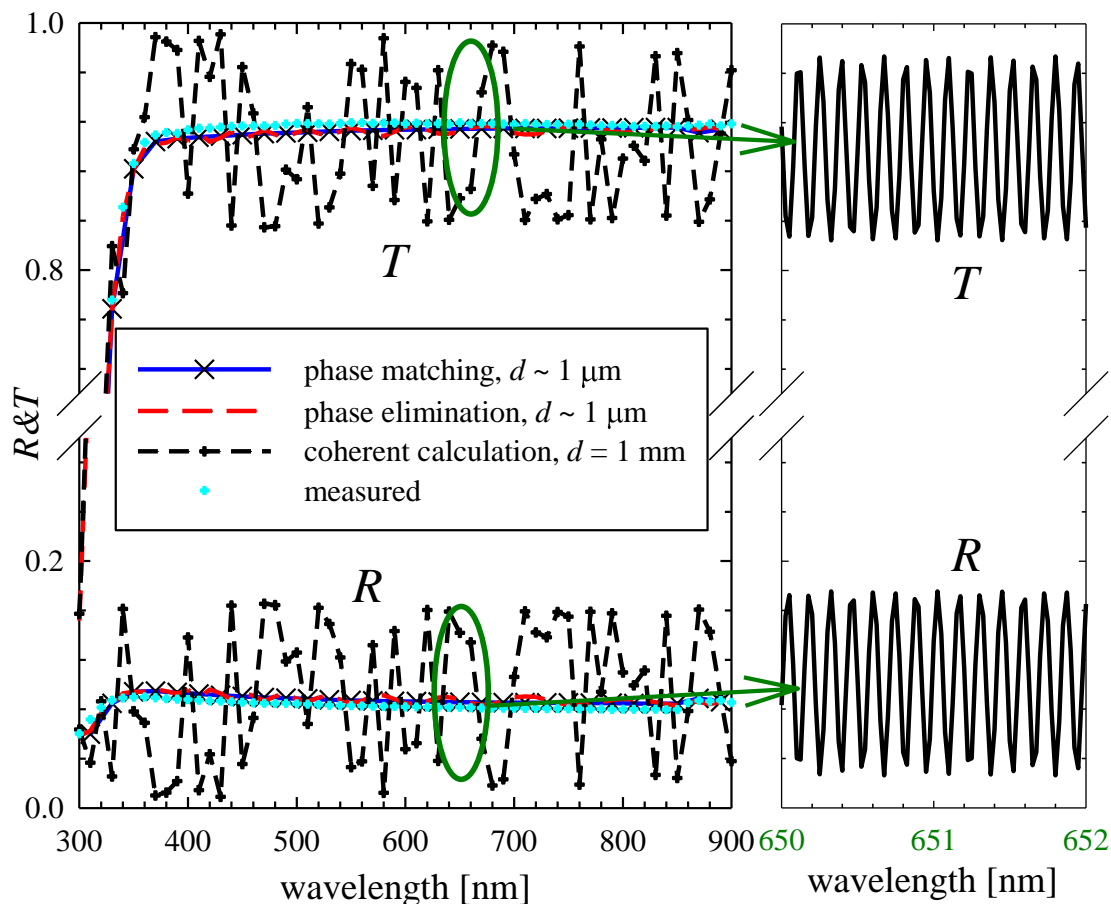 1.0
0.8
0.2
0.0
R&T
T
T
phase matching, d ~ 1 μm
phase elimination, d ~ 1 μm
coherent calculation, d = 1 mm
measured
R
R
300 400 500 600 700 800 900
650 651 652
wavelength [nm]
wavelength [nm]